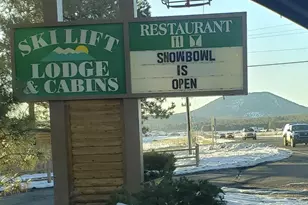 SKI LIFT
LODGE
& CABINS
RESTAURANT
SNOWBOWL
IS
OPEN